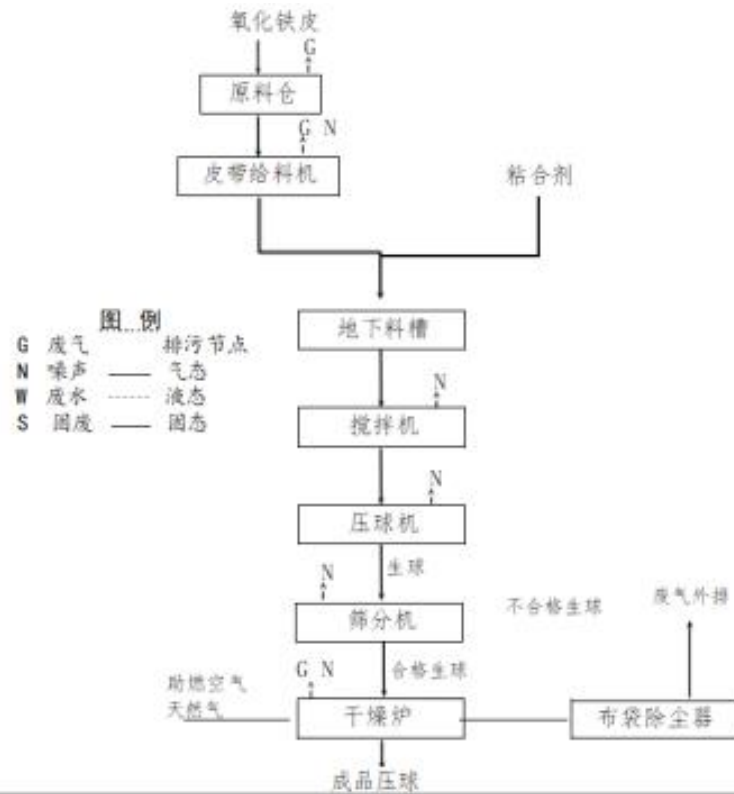 氧化铁皮
G
原料仓
G N
皮带给料机
粘合剂
图 例
G 废气 排污节点
N 噪声 气态
W 废水 液态
S 固废 固态
地下料槽
N
搅拌机
N
压球机
生球
N
筛分机
不合格生球
废气外排
合格生球
G N
助燃空气
天然气
干燥炉
布袋除尘器
成品压球